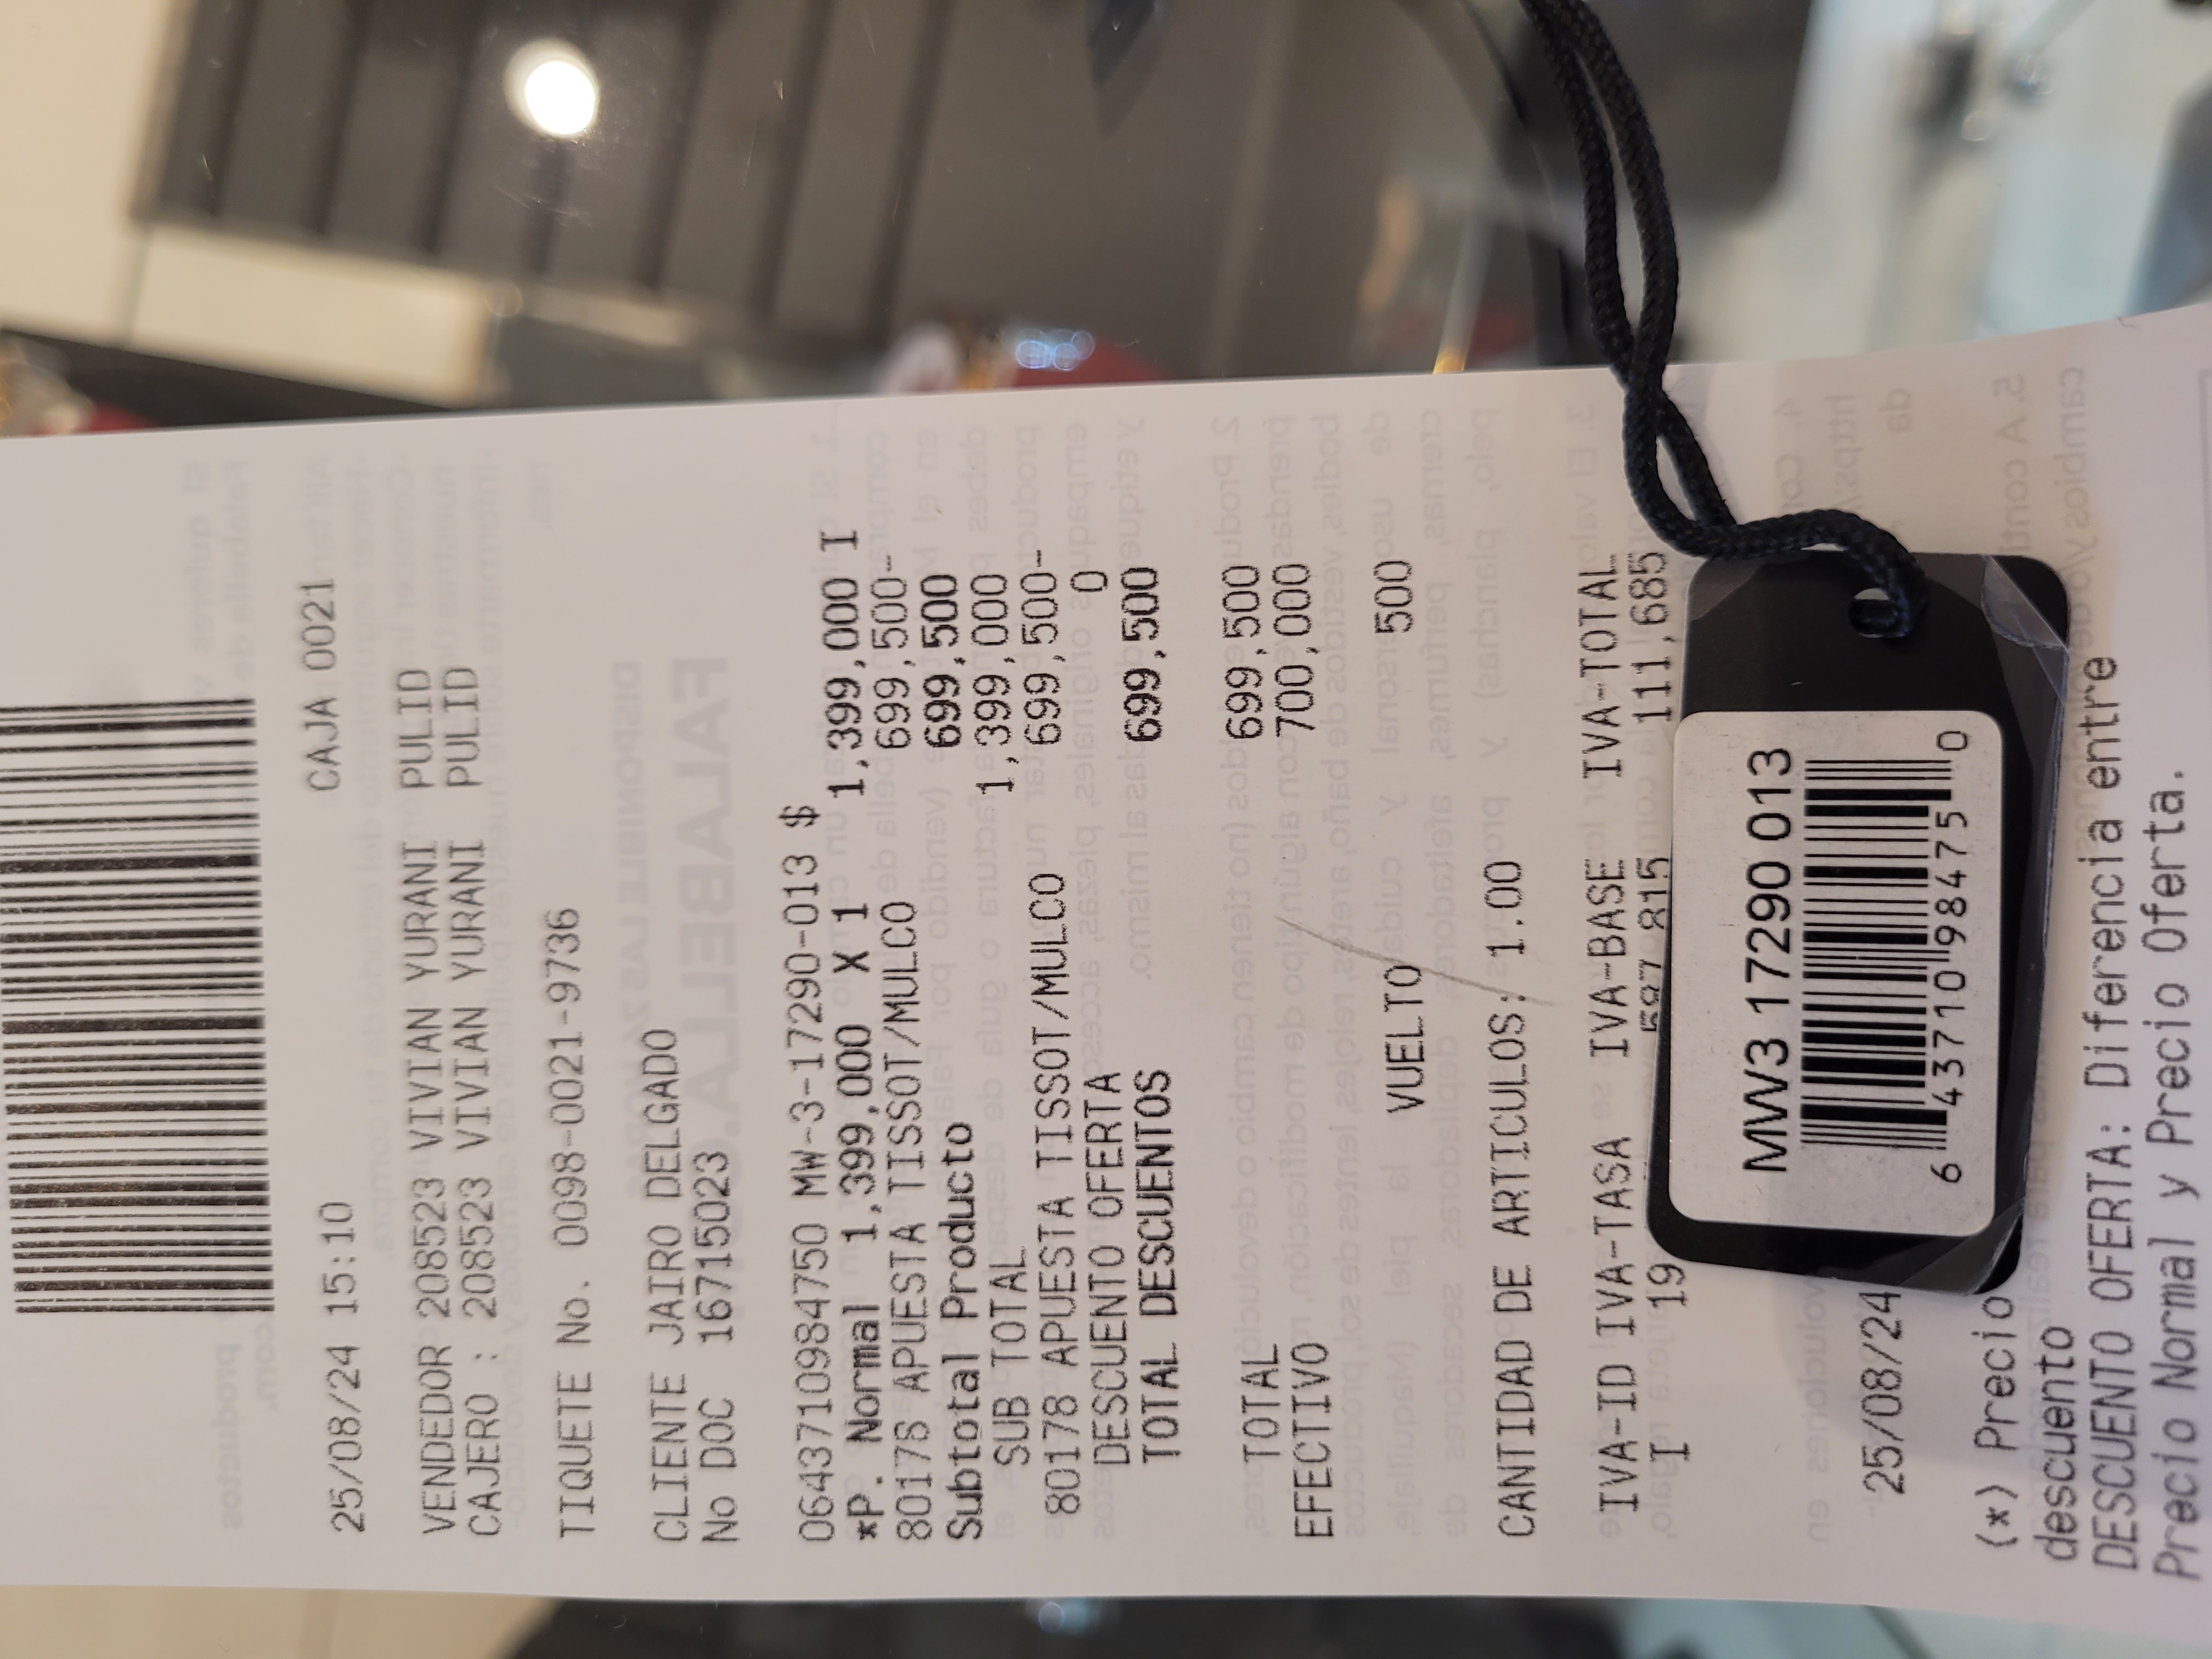 25/08/24 15:10 CAJA 0021
VENDEDOR 208523 VIVIAN YURANI PULID
CAJERO : 208523 VIVIAN YURANI PULID
TIQUETE No. 0098-0021-9736
CLIENTE JAIRO DELGADO
No DOC 16715023
0643710984750 MW-3-17290-013 $
*P. Normal 1,399,000 X 1 1,399,000 I
80178 APUESTA TISSOT/MULCO 699,500-
Subtotal Producto 699,500
SUB TOTAL 1,399,000
80178 APUESTA TISSOT/MULCO 699,500-
DESCUENTO OFERTA 0
TOTAL DESCUENTOS 699,500
TOTAL 699,500
EFECTIVO 700,000
VUELTO 500
CANTIDAD DE ARTICULOS: 1.00
IVA-ID IVA-TASA IVA-BASE IVA-TOTAL
I 19 587,815 111,685
MW3 17290 013
6 43710 98475 0
25/08/24
(*) Precio
descuento
DESCUENTO OFERTA: Diferencia entre
Precio Normal y Precio Oferta.